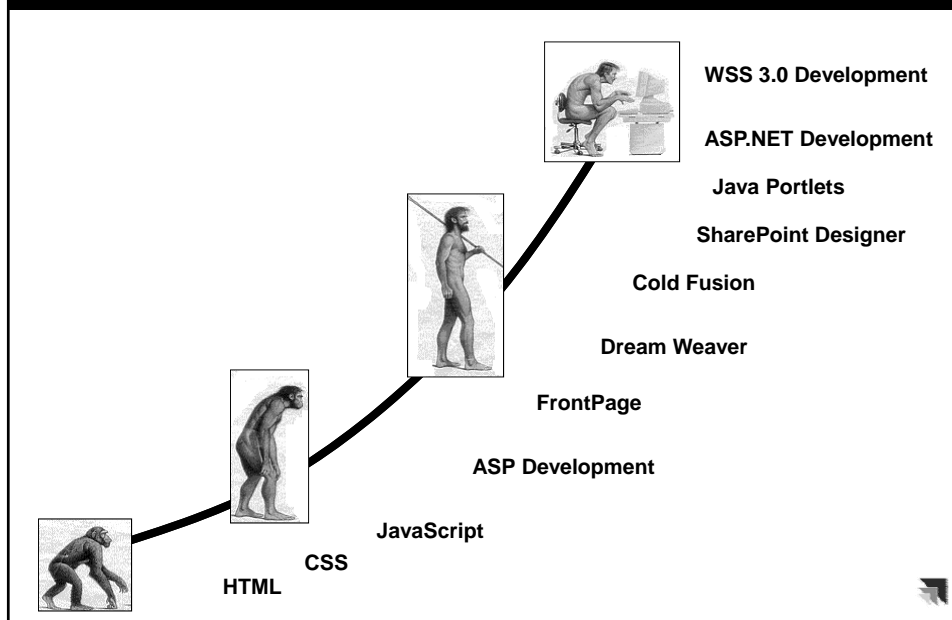 WSS 3.0 Development
ASP.NET Development
Java Portlets
SharePoint Designer
Cold Fusion
Dream Weaver
FrontPage
ASP Development
JavaScript
CSS
HTML